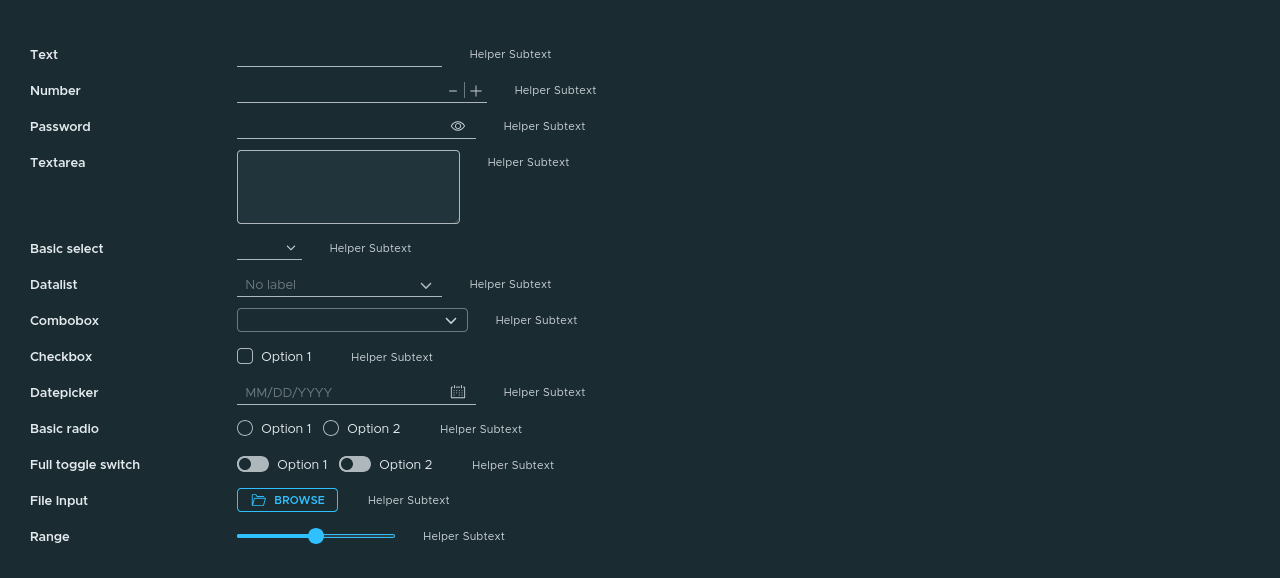 Text Helper Subtext
Number Helper Subtext
Password Helper Subtext
Textarea Helper Subtext
Basic select Helper Subtext
Datalist No label Helper Subtext
Combobox Helper Subtext
Checkbox Option 1 Helper Subtext
Datepicker MM/DD/YYYY Helper Subtext
Basic radio Option 1 Option 2 Helper Subtext
Full toggle switch Option 1 Option 2 Helper Subtext
File Input BROWSE Helper Subtext
Range Helper Subtext